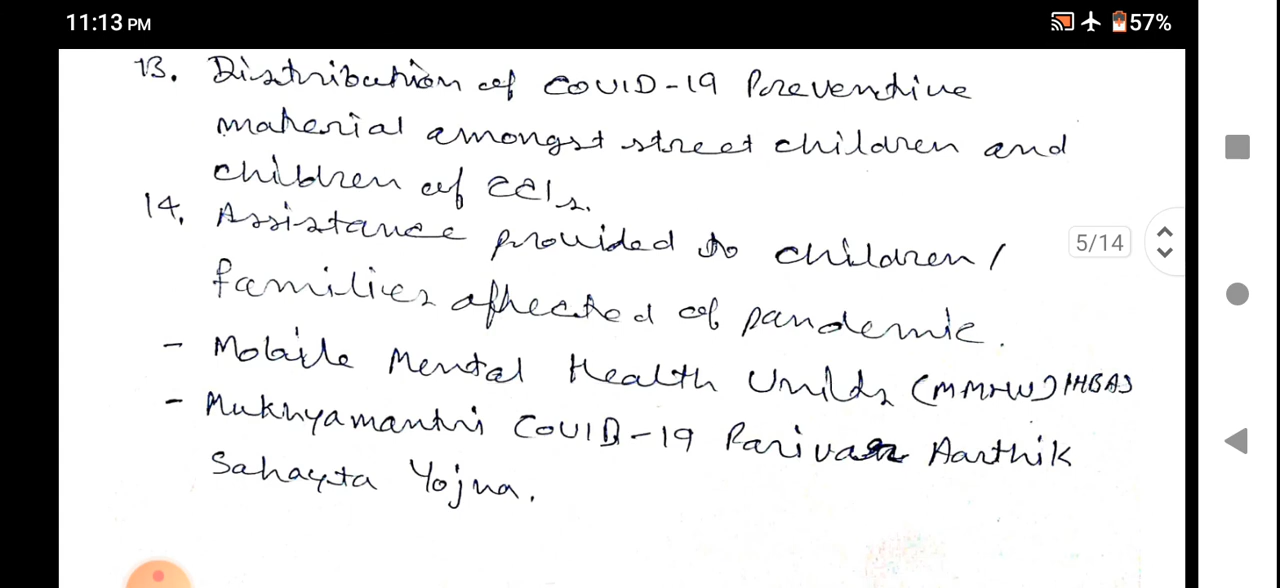 11:13 PM 57%
13. Distribution of COVID-19 Preventive
material amongst street children and
children of CCIs.
14. Assistance provided to children/
5/14
families affected of pandemic.
- Mobile Mental Health Units (MMHU) IHBAS
- Mukhyamantri COVID-19 Parivar Aarthik
Sahayta Yojna.